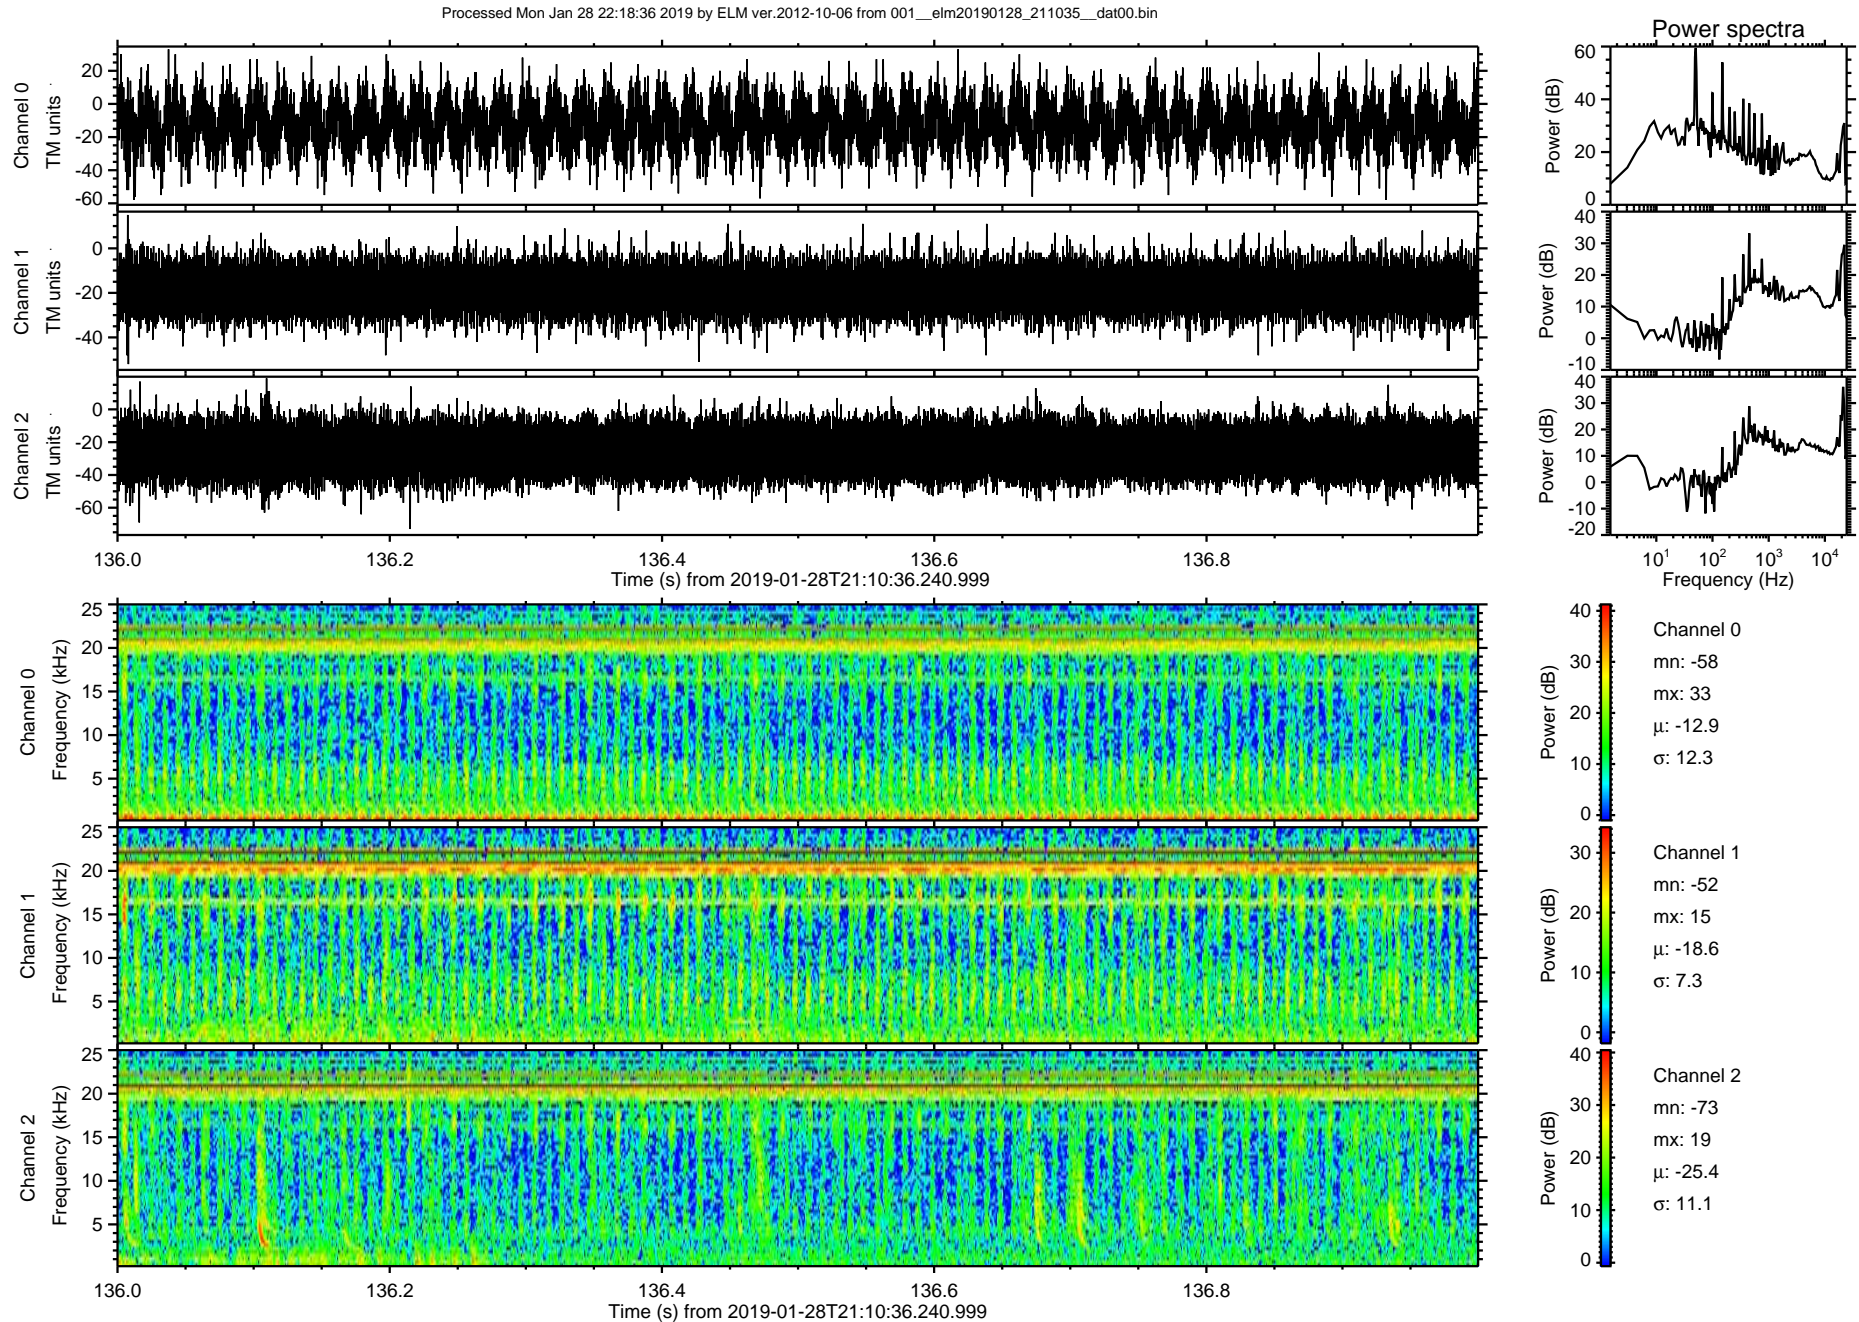 Processed Mon Jan 28 22:18:36 2019 by ELM ver.2012-10-06 from 001__elm20190128_211035__dat00.bin
Power spectra
Channel 0
TM units
20
0
-20
-40
-60
Power (dB)
60
40
20
0
Channel 1
TM units
0
-20
-40
Power (dB)
40
30
20
10
0
-10
Channel 2
TM units
0
-20
-40
-60
Power (dB)
40
30
20
10
0
-10
-20
136.0 136.2 136.4 136.6 136.8
Time (s) from 2019-01-28T21:10:36.240.999
10¹ 10² 10³ 10⁴
Frequency (Hz)
Channel 0
Frequency (kHz)
25
20
15
10
5
Power (dB)
40
30
20
10
0
Channel 0
mn: -58
mx: 33
μ: -12.9
σ: 12.3
Channel 1
Frequency (kHz)
25
20
15
10
5
Power (dB)
30
20
10
0
Channel 1
mn: -52
mx: 15
μ: -18.6
σ: 7.3
Channel 2
Frequency (kHz)
25
20
15
10
5
Power (dB)
40
30
20
10
0
Channel 2
mn: -73
mx: 19
μ: -25.4
σ: 11.1
136.0 136.2 136.4 136.6 136.8
Time (s) from 2019-01-28T21:10:36.240.999